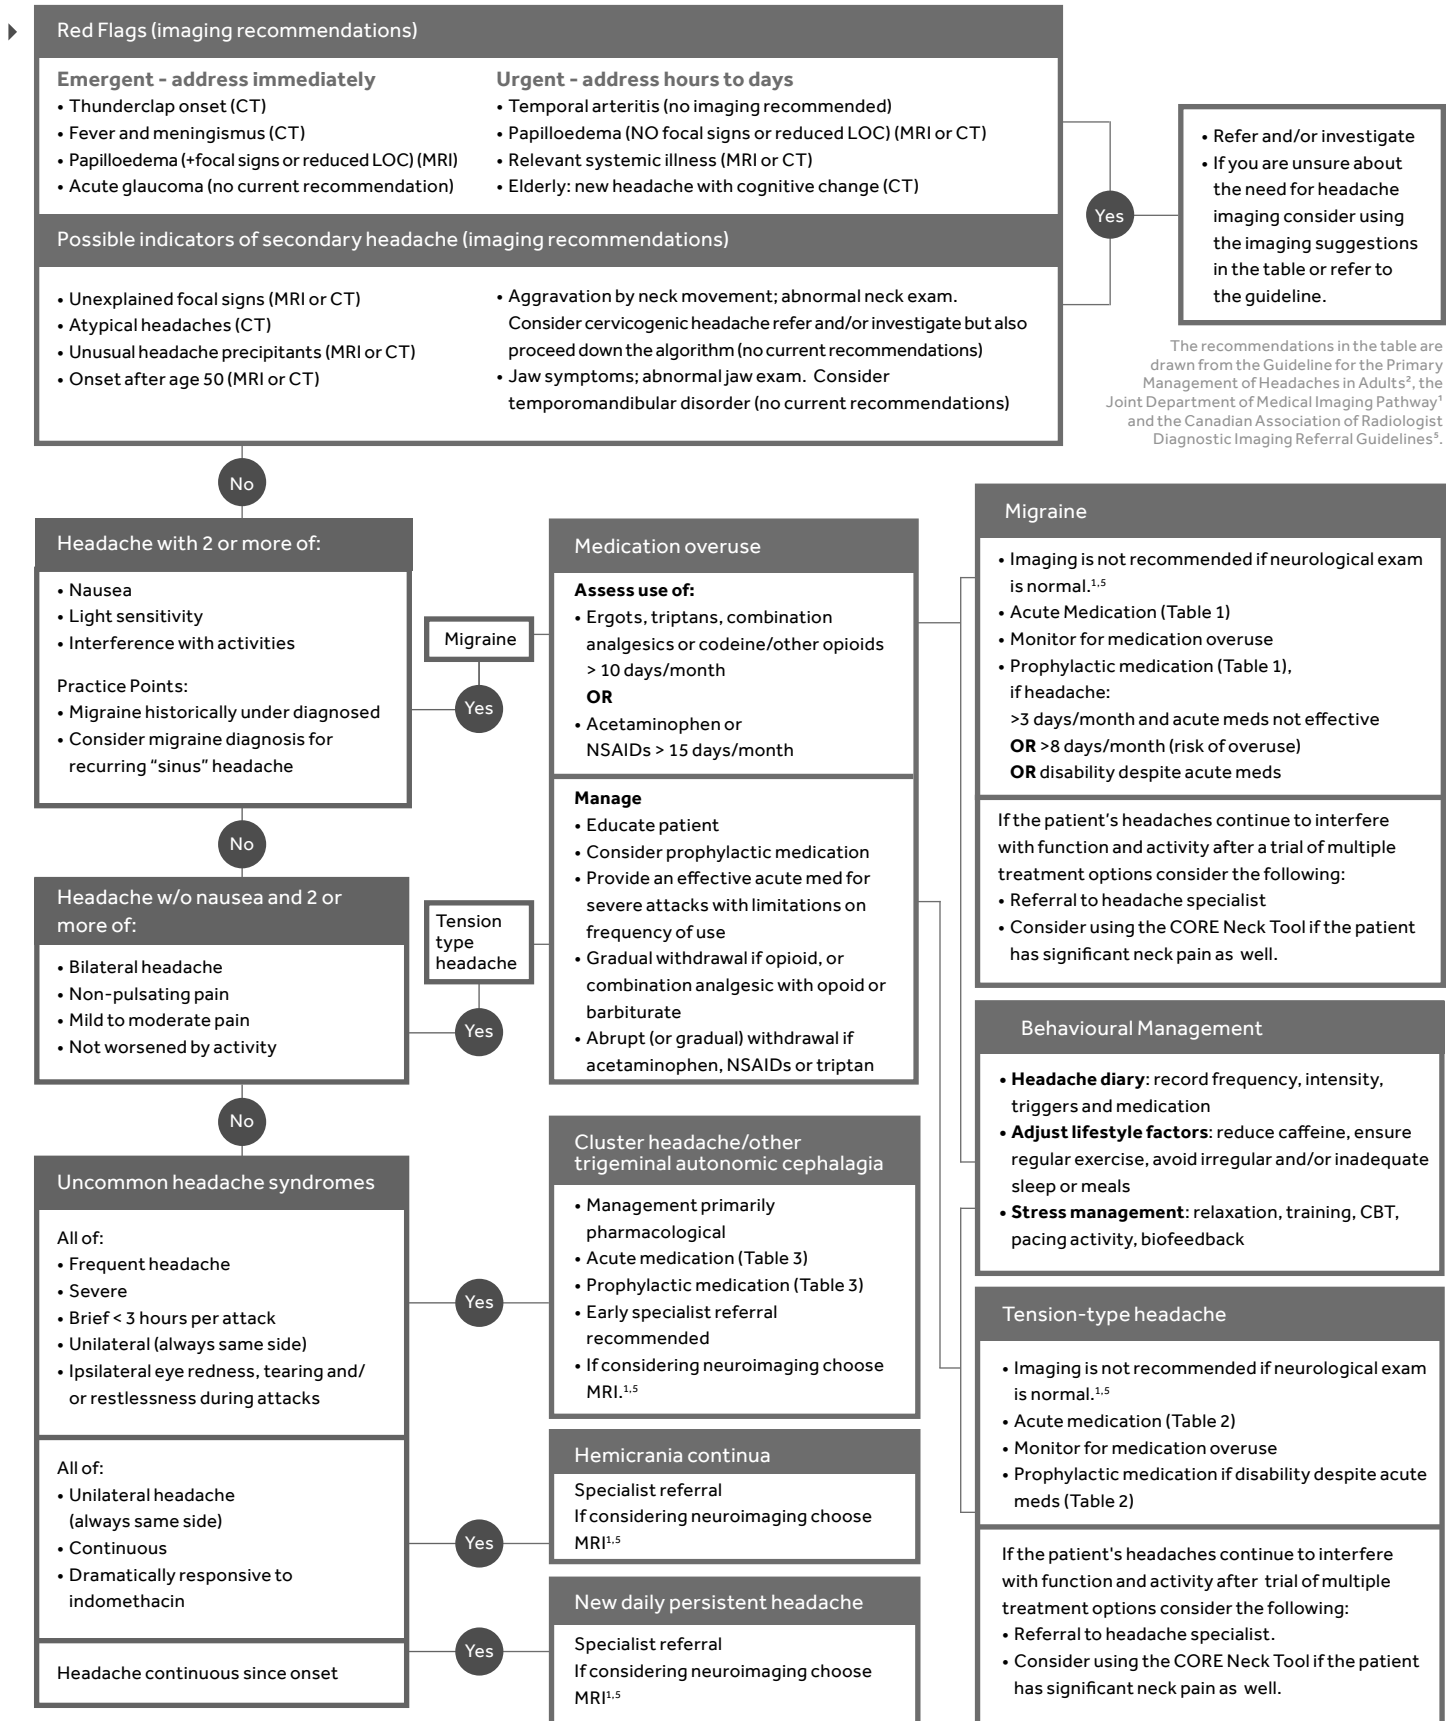 Red Flags (imaging recommendations)
Emergent - address immediately
• Thunderclap onset (CT)
• Fever and meningismus (CT)
• Papilloedema (+focal signs or reduced LOC) (MRI)
• Acute glaucoma (no current recommendation)
Urgent - address hours to days
• Temporal arteritis (no imaging recommended)
• Papilloedema (NO focal signs or reduced LOC) (MRI or CT)
• Relevant systemic illness (MRI or CT)
• Elderly: new headache with cognitive change (CT)
Possible indicators of secondary headache (imaging recommendations)
• Unexplained focal signs (MRI or CT)
• Atypical headaches (CT)
• Unusual headache precipitants (MRI or CT)
• Onset after age 50 (MRI or CT)
• Aggravation by neck movement; abnormal neck exam.
Consider cervicogenic headache refer and/or investigate but also
proceed down the algorithm (no current recommendations)
• Jaw symptoms; abnormal jaw exam. Consider
temporomandibular disorder (no current recommendations)
Yes
• Refer and/or investigate
• If you are unsure about
the need for headache
imaging consider using
the imaging suggestions
in the table or refer to
the guideline.
The recommendations in the table are
drawn from the Guideline for the Primary
Management of Headaches in Adults², the
Joint Department of Medical Imaging Pathway¹
and the Canadian Association of Radiologist
Diagnostic Imaging Referral Guidelines⁵.
No
Headache with 2 or more of:
• Nausea
• Light sensitivity
• Interference with activities
Practice Points:
• Migraine historically under diagnosed
• Consider migraine diagnosis for
recurring “sinus” headache
Migraine
Yes
No
Headache w/o nausea and 2 or
more of:
• Bilateral headache
• Non-pulsating pain
• Mild to moderate pain
• Not worsened by activity
Tension
type
headache
Yes
No
Medication overuse
Assess use of:
• Ergots, triptans, combination
analgesics or codeine/other opioids
> 10 days/month
OR
• Acetaminophen or
NSAIDs > 15 days/month
Manage
• Educate patient
• Consider prophylactic medication
• Provide an effective acute med for
severe attacks with limitations on
frequency of use
• Gradual withdrawal if opioid, or
combination analgesic with opoid or
barbiturate
• Abrupt (or gradual) withdrawal if
acetaminophen, NSAIDs or triptan
Migraine
• Imaging is not recommended if neurological exam
is normal.¹,⁵
• Acute Medication (Table 1)
• Monitor for medication overuse
• Prophylactic medication (Table 1),
if headache:
>3 days/month and acute meds not effective
OR >8 days/month (risk of overuse)
OR disability despite acute meds
If the patient's headaches continue to interfere
with function and activity after a trial of multiple
treatment options consider the following:
• Referral to headache specialist
• Consider using the CORE Neck Tool if the patient
has significant neck pain as well.
Behavioural Management
• Headache diary: record frequency, intensity,
triggers and medication
• Adjust lifestyle factors: reduce caffeine, ensure
regular exercise, avoid irregular and/or inadequate
sleep or meals
• Stress management: relaxation, training, CBT,
pacing activity, biofeedback
Uncommon headache syndromes
All of:
• Frequent headache
• Severe
• Brief < 3 hours per attack
• Unilateral (always same side)
• Ipsilateral eye redness, tearing and/
or restlessness during attacks
Yes
Cluster headache/other
trigeminal autonomic cephalagia
• Management primarily
pharmacological
• Acute medication (Table 3)
• Prophylactic medication (Table 3)
• Early specialist referral
recommended
• If considering neuroimaging choose
MRI.¹,⁵
All of:
• Unilateral headache
(always same side)
• Continuous
• Dramatically responsive to
indomethacin
Yes
Hemicrania continua
Specialist referral
If considering neuroimaging choose
MRI¹,⁵
Headache continuous since onset
Yes
New daily persistent headache
Specialist referral
If considering neuroimaging choose
MRI¹,⁵
Tension-type headache
• Imaging is not recommended if neurological exam
is normal.¹,⁵
• Acute medication (Table 2)
• Monitor for medication overuse
• Prophylactic medication if disability despite acute
meds (Table 2)
If the patient's headaches continue to interfere
with function and activity after trial of multiple
treatment options consider the following:
• Referral to headache specialist.
• Consider using the CORE Neck Tool if the patient
has significant neck pain as well.